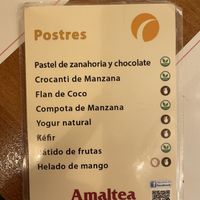 Postres
Pastel de zanahoria y chocolate
Crocanti de Manzana
Flan de Coco
Compota de Manzana
Yogur natural
Kéfir
Batido de frutas
Helado de mango
Amaltea